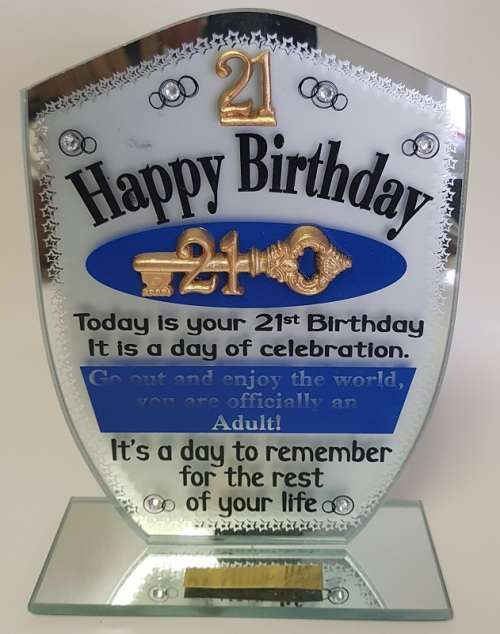 21
Happy Birthday
21
Today is your 21st Birthday
It is a day of celebration.
Go out and enjoy the world,
you are officially an
Adult!
It's a day to remember
for the rest
of your life